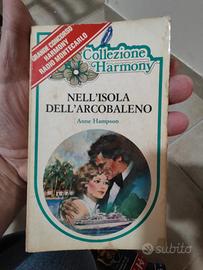 GRANDE CONCORSO
HARMONY
RADIO MONTECARLO
Collezione
Harmony
NELL'ISOLA
DELL'ARCOBALENO
Anne Hampson
subito